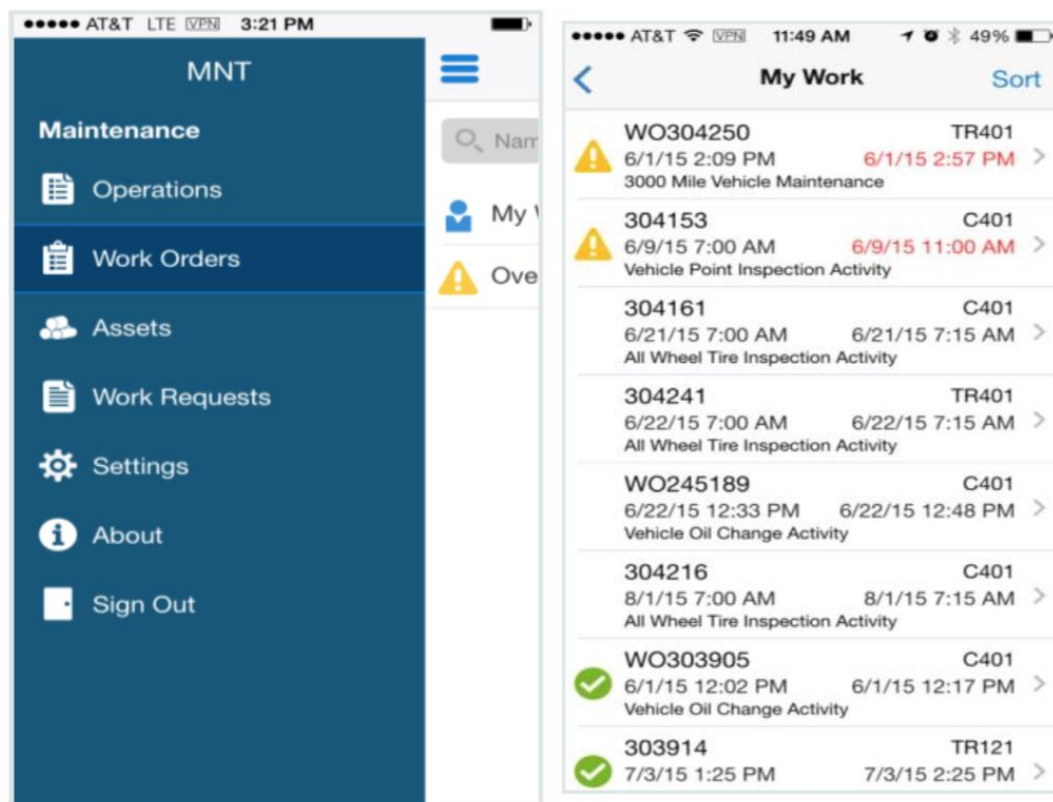 AT&T LTE VPN 3:21 PM
MNT
Maintenance
Operations
Work Orders
Assets
Work Requests
Settings
About
Sign Out
Nam
My
Ove
AT&T VPN 11:49 AM 49%
My Work Sort
WO304250 TR401
6/1/15 2:09 PM 6/1/15 2:57 PM
3000 Mile Vehicle Maintenance
304153 C401
6/9/15 7:00 AM 6/9/15 11:00 AM
Vehicle Point Inspection Activity
304161 C401
6/21/15 7:00 AM 6/21/15 7:15 AM
All Wheel Tire Inspection Activity
304241 TR401
6/22/15 7:00 AM 6/22/15 7:15 AM
All Wheel Tire Inspection Activity
WO245189 C401
6/22/15 12:33 PM 6/22/15 12:48 PM
Vehicle Oil Change Activity
304216 C401
8/1/15 7:00 AM 8/1/15 7:15 AM
All Wheel Tire Inspection Activity
WO303905 C401
6/1/15 12:02 PM 6/1/15 12:17 PM
Vehicle Oil Change Activity
303914 TR121
7/3/15 1:25 PM 7/3/15 2:25 PM